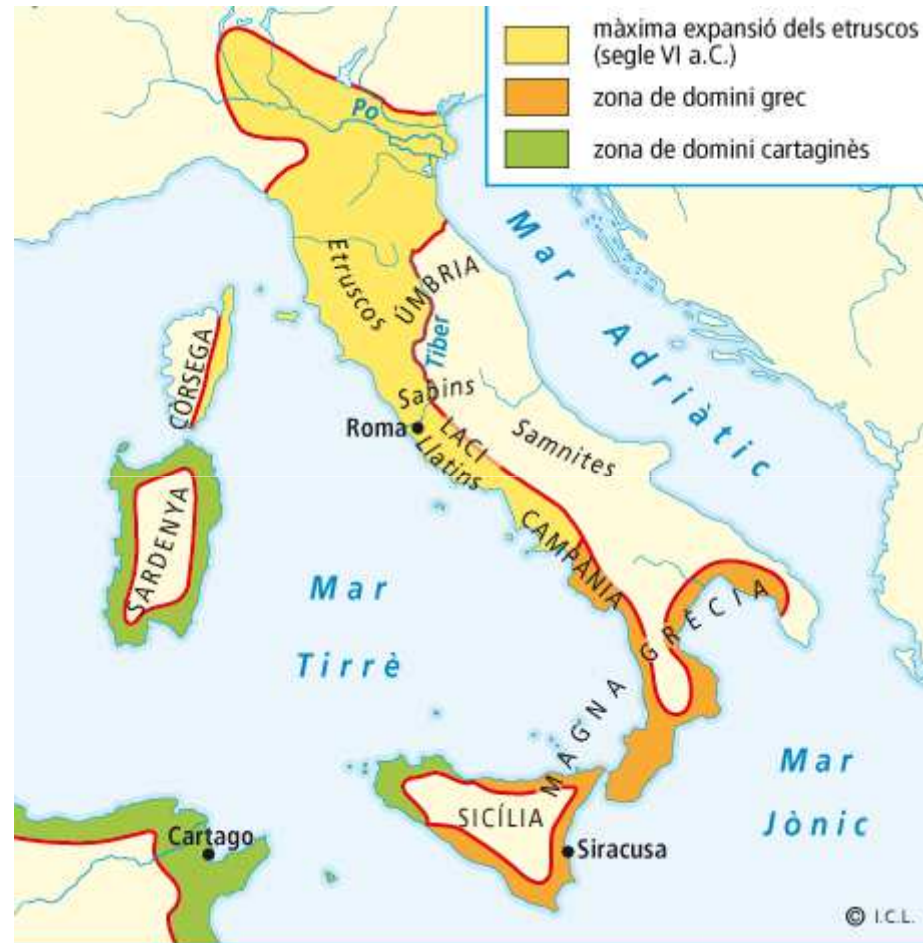 màxima expansió dels etruscos
(segle VI a.C.)
zona de domini grec
zona de domini cartaginès
Po
Mar
Adriàtic
Etruscos
ÚMBRIA
Tiber
CÒRSEGA
Sabins
Roma
LACI
Llatins
Samnites
SARDENYA
CAMPÀNIA
Mar
Tirrè
MAGNA GRÈCIA
Mar
Jònic
SICÍLIA
Cartago
Siracusa
© I.C.L.